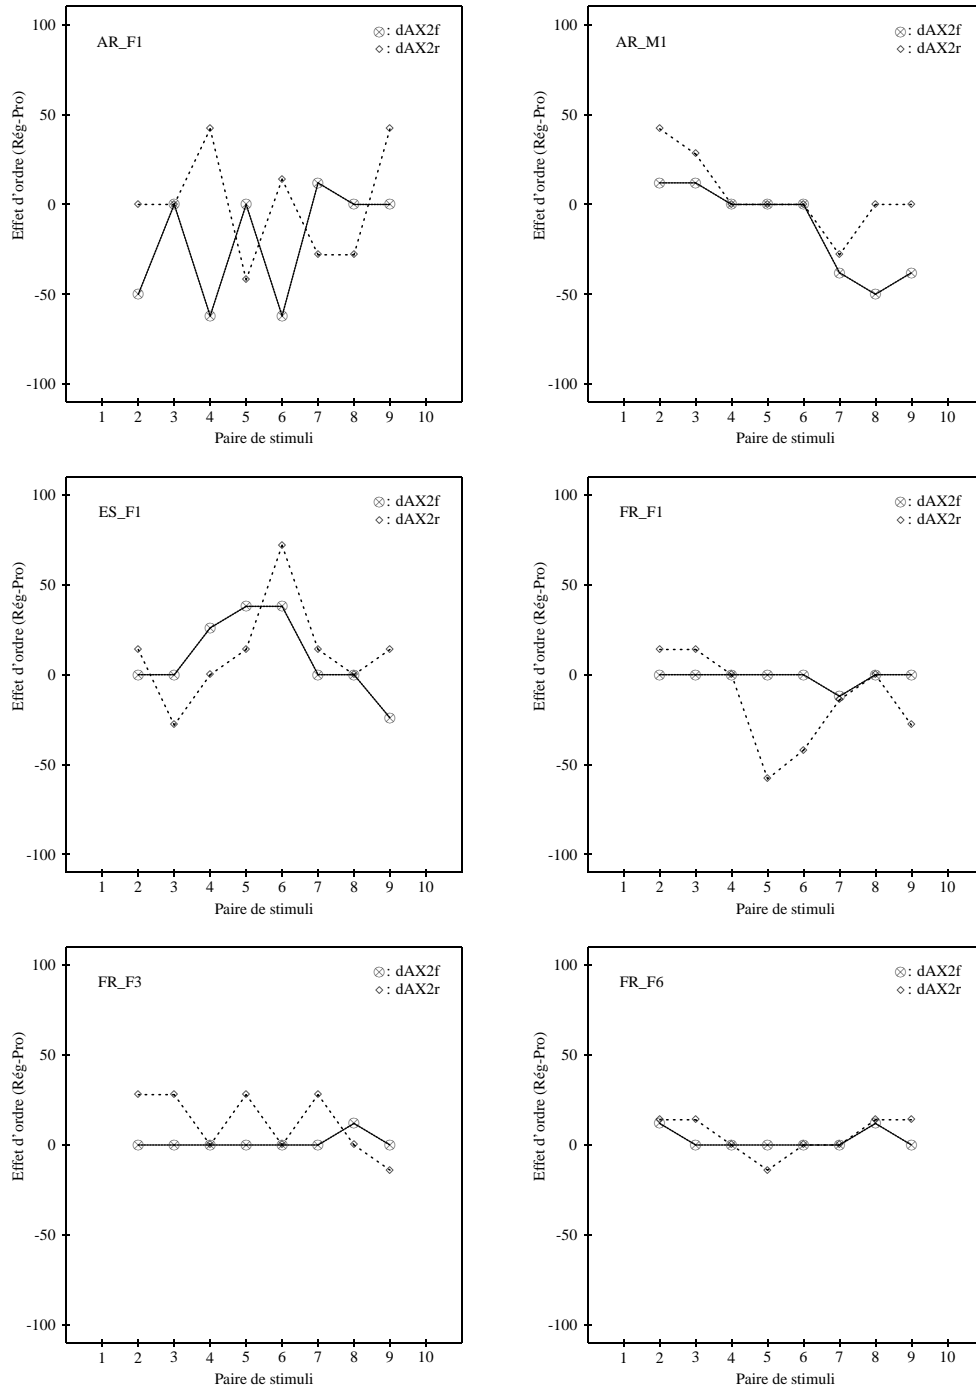 AR_F1
⊗: dAX2f
◇: dAX2r
Effet d'ordre (Rég-Pro)
100
50
0
-50
-100
1 2 3 4 5 6 7 8 9 10
Paire de stimuli
AR_M1
⊗: dAX2f
◇: dAX2r
Effet d'ordre (Rég-Pro)
100
50
0
-50
-100
1 2 3 4 5 6 7 8 9 10
Paire de stimuli
ES_F1
⊗: dAX2f
◇: dAX2r
Effet d'ordre (Rég-Pro)
100
50
0
-50
-100
1 2 3 4 5 6 7 8 9 10
Paire de stimuli
FR_F1
⊗: dAX2f
◇: dAX2r
Effet d'ordre (Rég-Pro)
100
50
0
-50
-100
1 2 3 4 5 6 7 8 9 10
Paire de stimuli
FR_F3
⊗: dAX2f
◇: dAX2r
Effet d'ordre (Rég-Pro)
100
50
0
-50
-100
1 2 3 4 5 6 7 8 9 10
Paire de stimuli
FR_F6
⊗: dAX2f
◇: dAX2r
Effet d'ordre (Rég-Pro)
100
50
0
-50
-100
1 2 3 4 5 6 7 8 9 10
Paire de stimuli